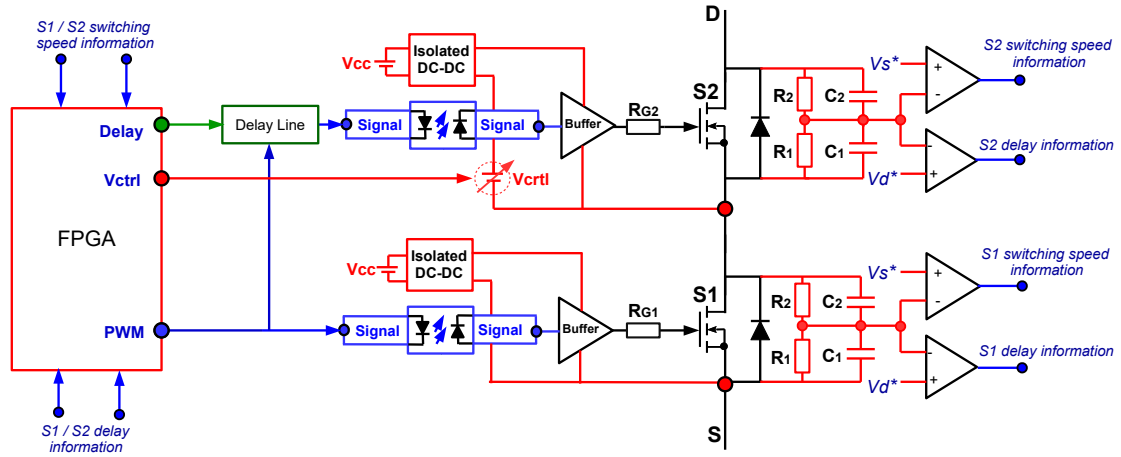 S1 / S2 switching
speed information
Delay
Vctrl
FPGA
PWM
S1 / S2 delay
information
Delay Line
Vcc
Isolated
DC-DC
Signal
Signal
Buffer
RG2
Vcrtl
D
S2
R2
C2
R1
C1
Vs*
+
-
S2 switching speed
information
-
+
Vd*
S2 delay information
Vcc
Isolated
DC-DC
Signal
Signal
Buffer
RG1
S1
S
R2
C2
R1
C1
Vs*
+
-
S1 switching speed
information
-
+
Vd*
S1 delay information